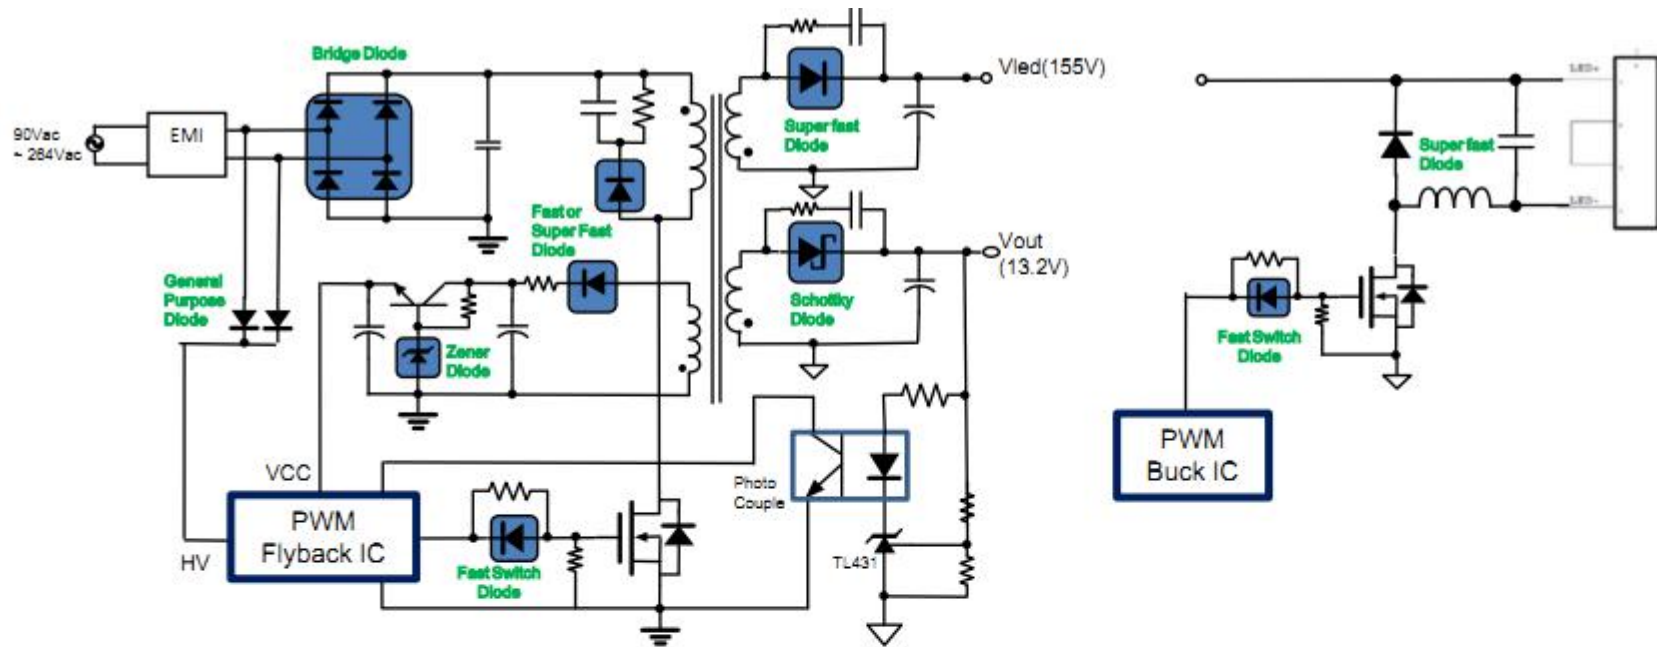 Bridge Diode
90Vac
~ 264Vac
EMI
General
Purpose
Diode
Fast or
Super Fast
Diode
Zener
Diode
Super fast
Diode
Vled(155V)
Schottky
Diode
Vout
(13.2V)
VCC
HV
PWM
Flyback IC
Fast Switch
Diode
Photo
Couple
TL431
LED+
Super fast
Diode
LED-
Fast Switch
Diode
PWM
Buck IC